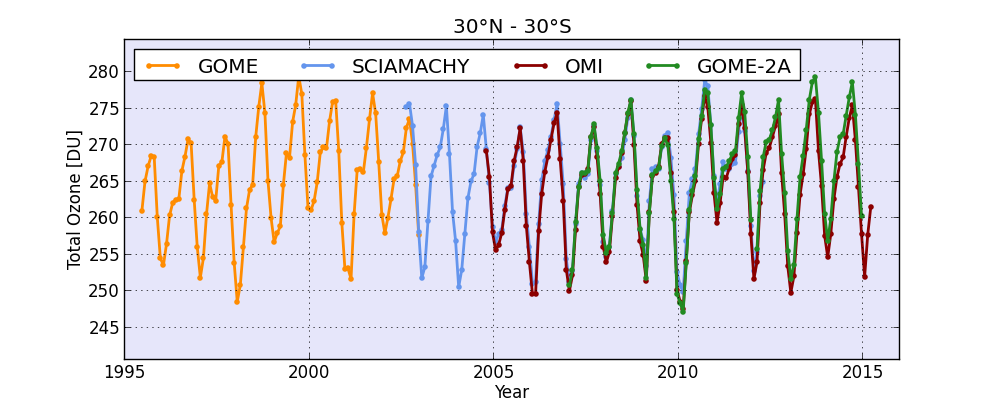 30°N - 30°S
GOME SCIAMACHY OMI GOME-2A
Total Ozone [DU]
280
275
270
265
260
255
250
245
1995 2000 2005 2010 2015
Year